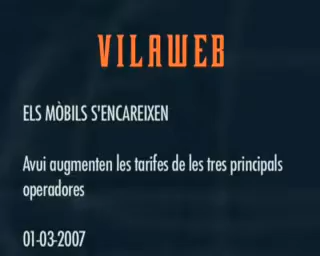 VILAWEB
ELS MÒBILS S'ENCAREIXEN
Avui augmenten les tarifes de les tres principals
operadores
01-03-2007